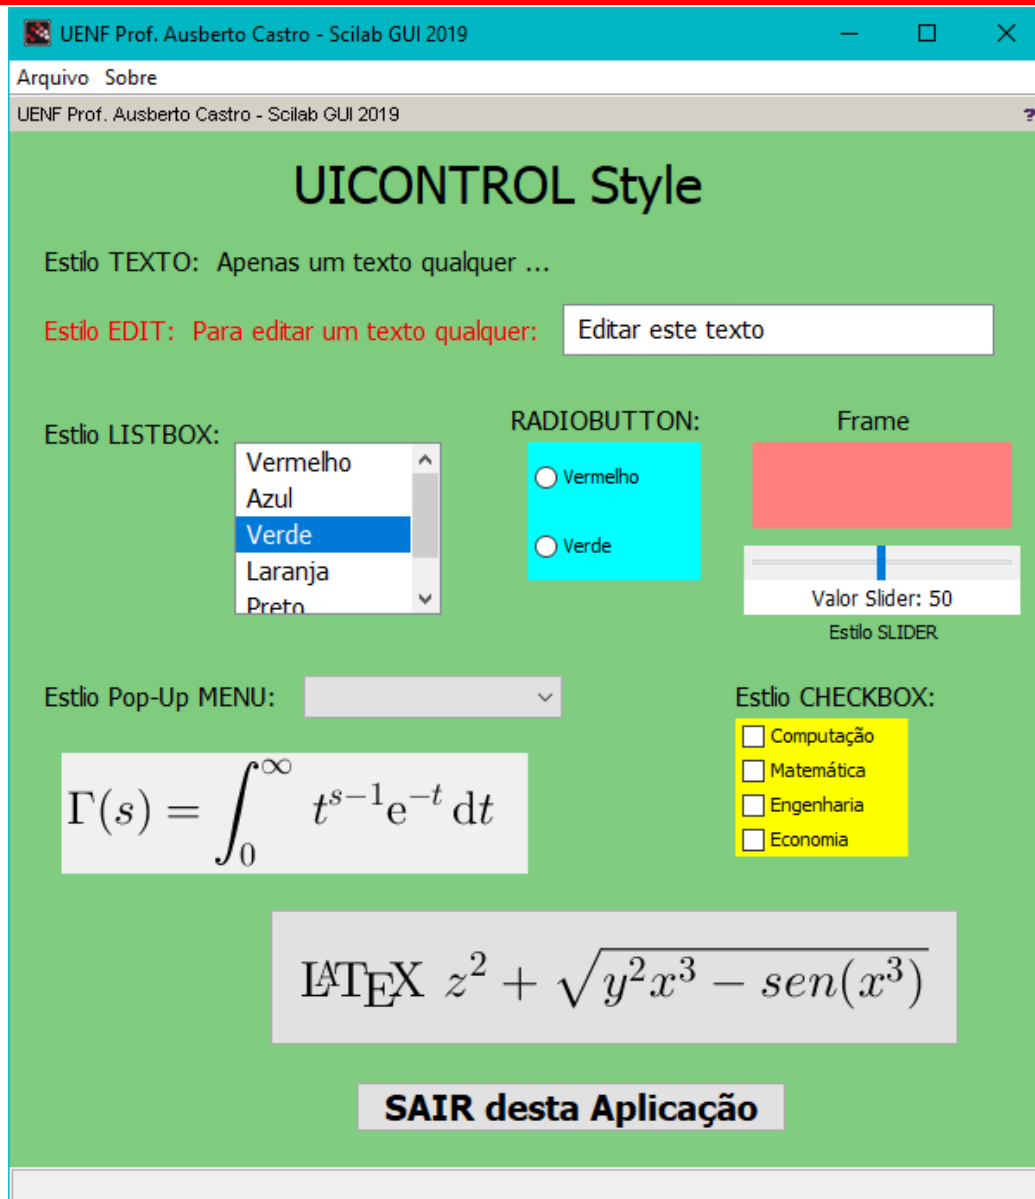 UENF Prof. Ausberto Castro - Scilab GUI 2019
Arquivo Sobre
UENF Prof. Ausberto Castro - Scilab GUI 2019 ?
UICONTROL Style
Estilo TEXTO: Apenas um texto qualquer ...
Estilo EDIT: Para editar um texto qualquer: Editar este texto
Estlio LISTBOX:
Vermelho
Azul
Verde
Laranja
Preto
RADIOBUTTON:
Vermelho
Verde
Frame
Valor Slider: 50
Estilo SLIDER
Estlio Pop-Up MENU:
Estlio CHECKBOX:
Computação
Matemática
Engenharia
Economia
Γ(s) = ∫₀^∞ t^{s−1}e^{−t} dt
LATEX z² + √(y²x³ − sen(x³))
SAIR desta Aplicação